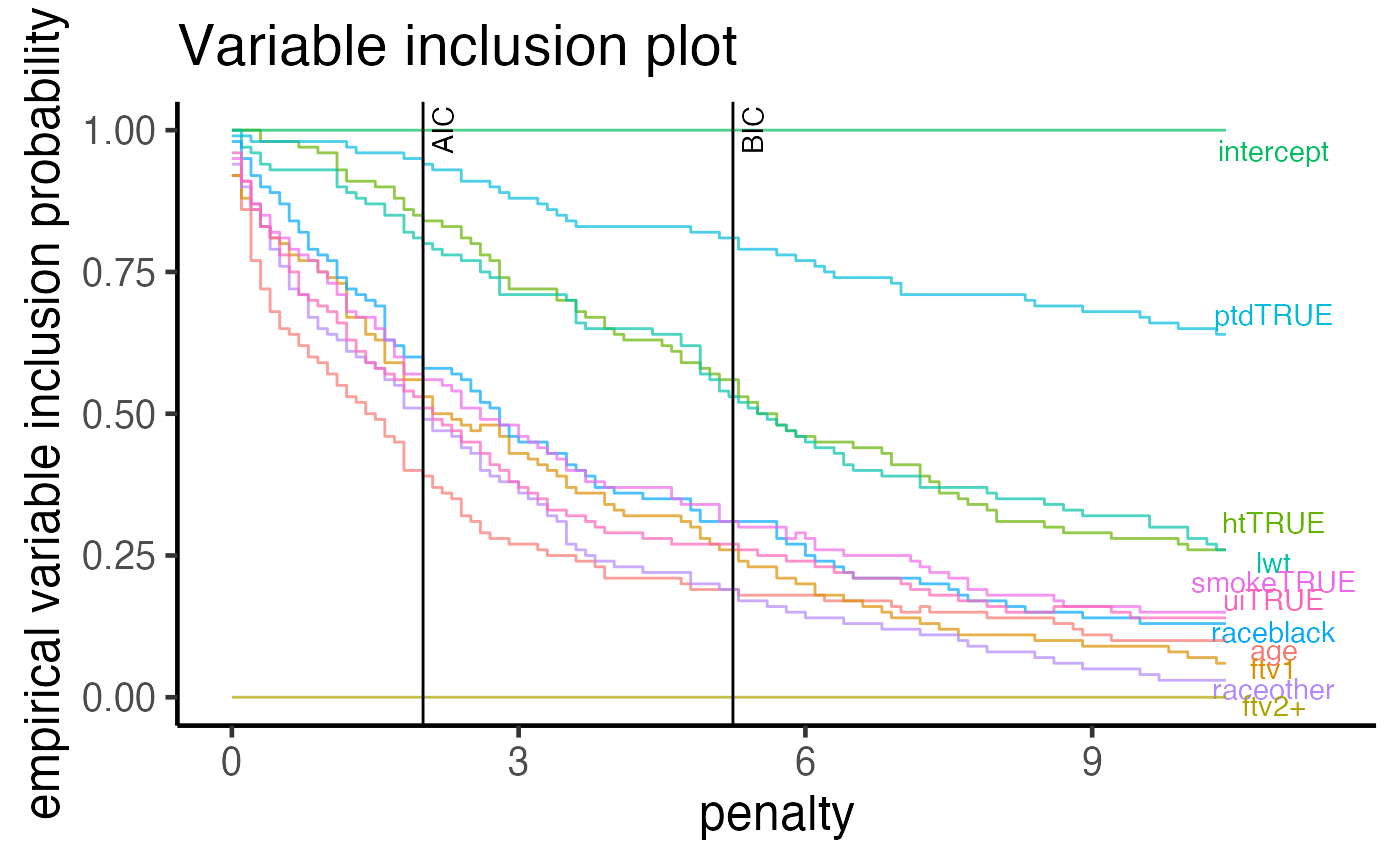 Variable inclusion plot
empirical variable inclusion probability
1.00
0.75
0.50
0.25
0.00
AIC
BIC
intercept
ptdTRUE
htTRUE
lwt
smokeTRUE
uiTRUE
raceblack
age
ftv1
raceother
ftv2+
0
3
6
9
penalty